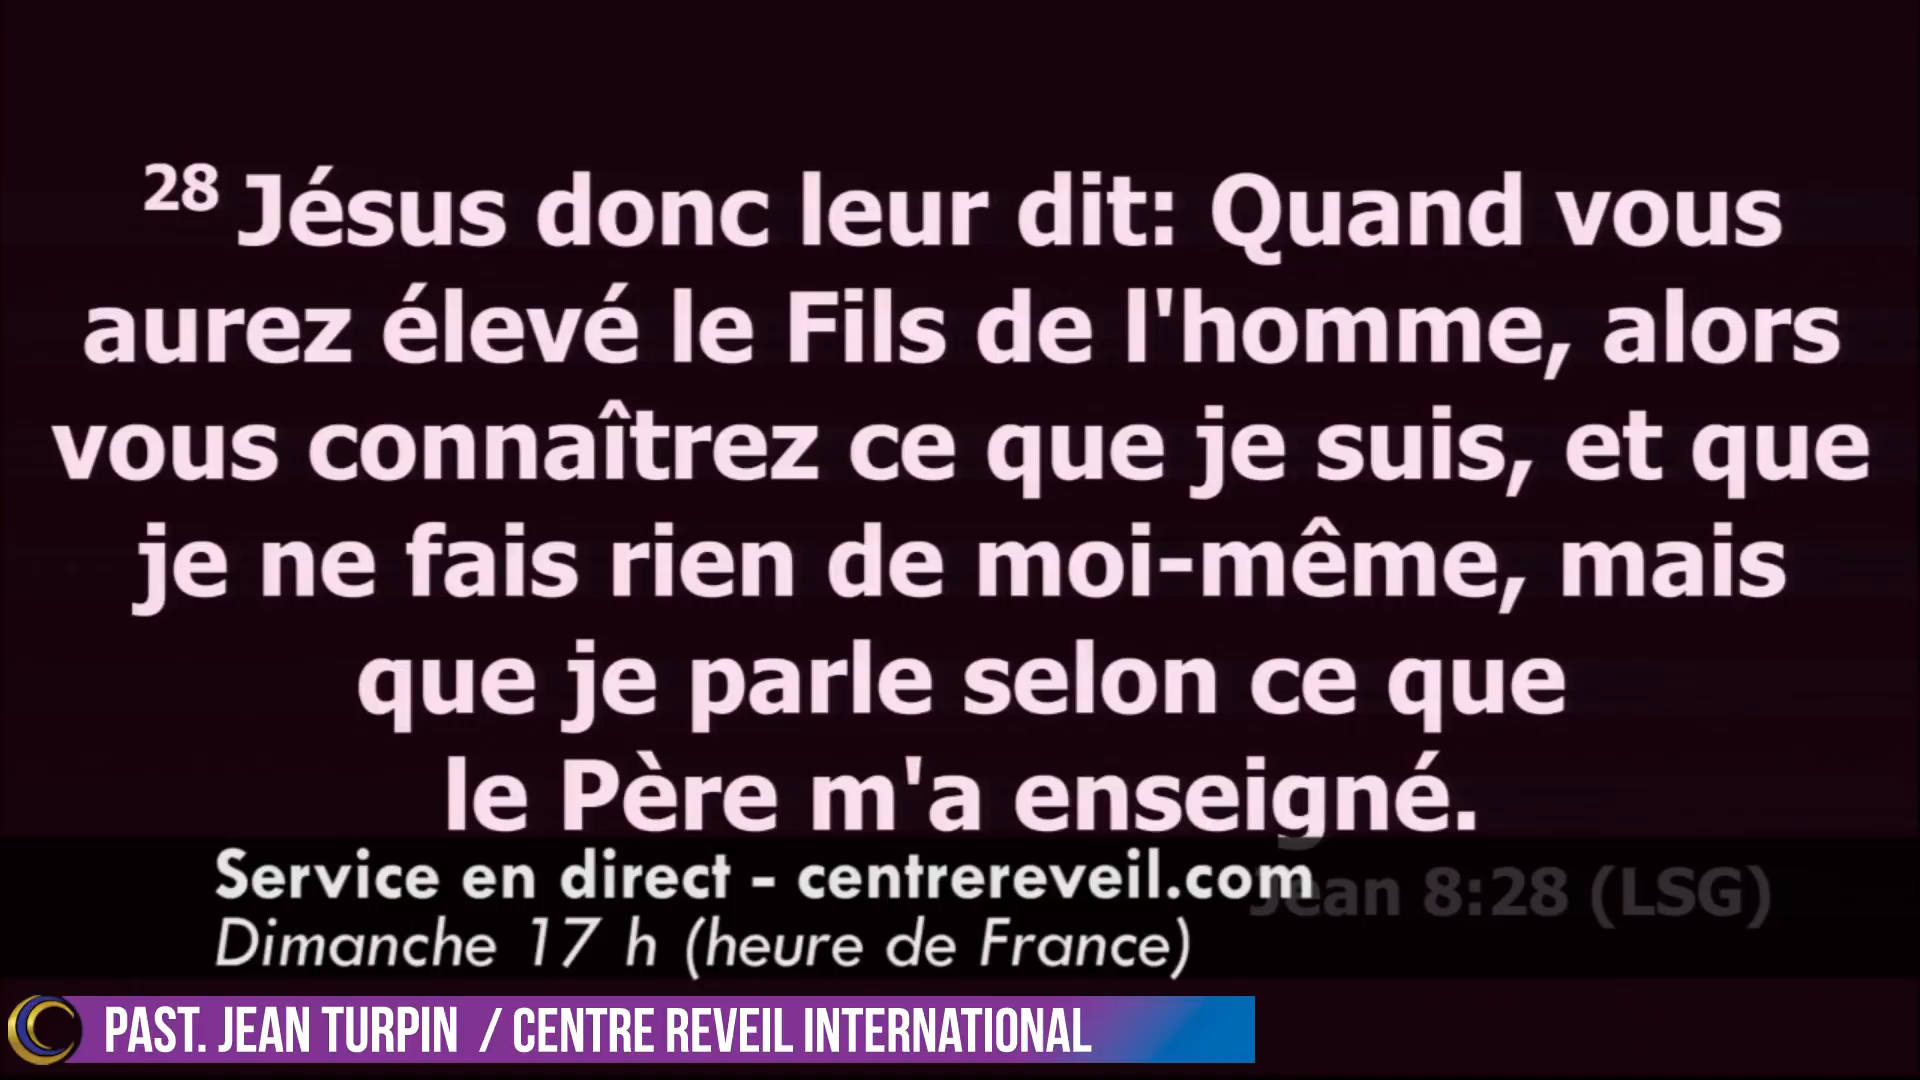 28 Jésus donc leur dit: Quand vous
aurez élevé le Fils de l'homme, alors
vous connaîtrez ce que je suis, et que
je ne fais rien de moi-même, mais
que je parle selon ce que
le Père m'a enseigné.
Jean 8:28 (LSG)
Service en direct - centrereveil.com
Dimanche 17 h (heure de France)
PAST. JEAN TURPIN / CENTRE REVEIL INTERNATIONAL